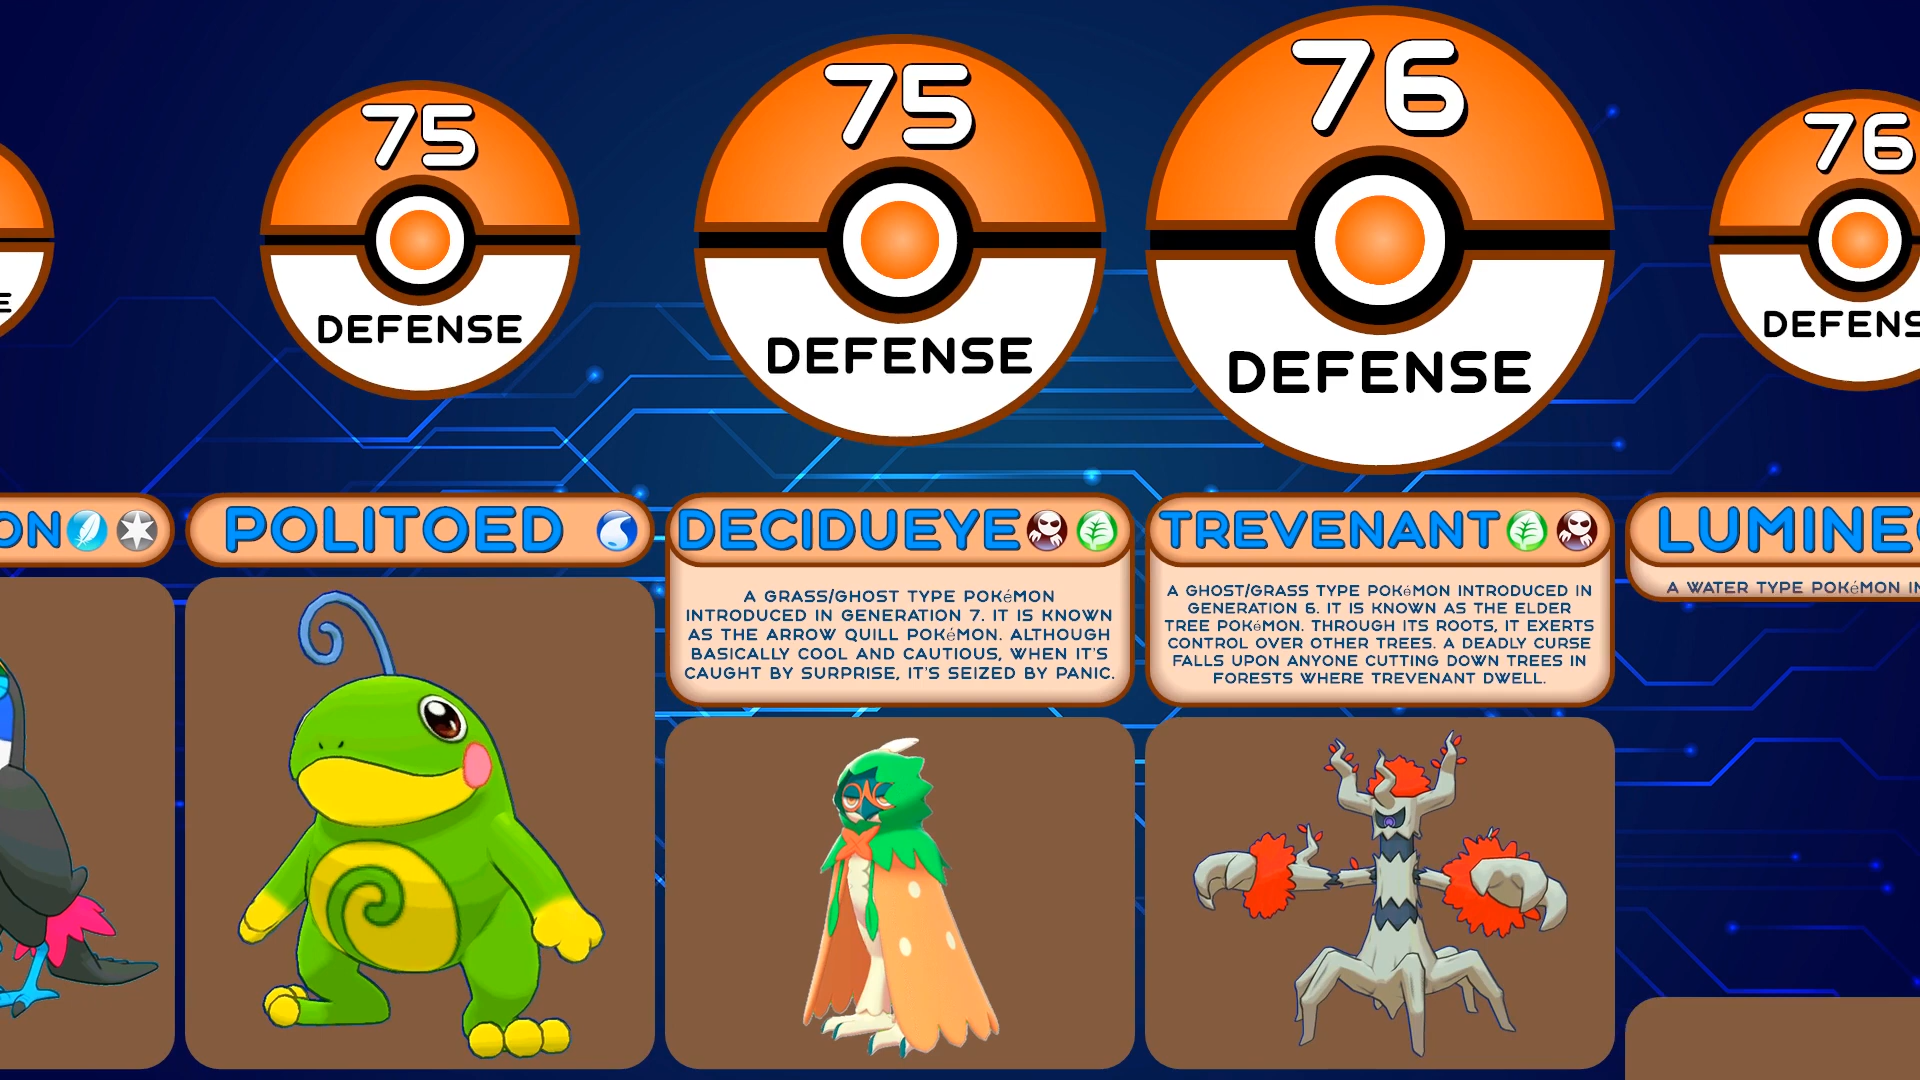 75
DEFENSE
75
DEFENSE
76
DEFENSE
76
DEFENS
E
ON
POLITOED
DECIDUEYE
A GRASS/GHOST TYPE POKéMON
INTRODUCED IN GENERATION 7. IT IS KNOWN
AS THE ARROW QUILL POKéMON. ALTHOUGH
BASICALLY COOL AND CAUTIOUS, WHEN IT'S
CAUGHT BY SURPRISE, IT'S SEIZED BY PANIC.
TREVENANT
A GHOST/GRASS TYPE POKéMON INTRODUCED IN
GENERATION 6. IT IS KNOWN AS THE ELDER
TREE POKéMON. THROUGH ITS ROOTS, IT EXERTS
CONTROL OVER OTHER TREES. A DEADLY CURSE
FALLS UPON ANYONE CUTTING DOWN TREES IN
FORESTS WHERE TREVENANT DWELL.
LUMINE
A WATER TYPE POKéMON IN